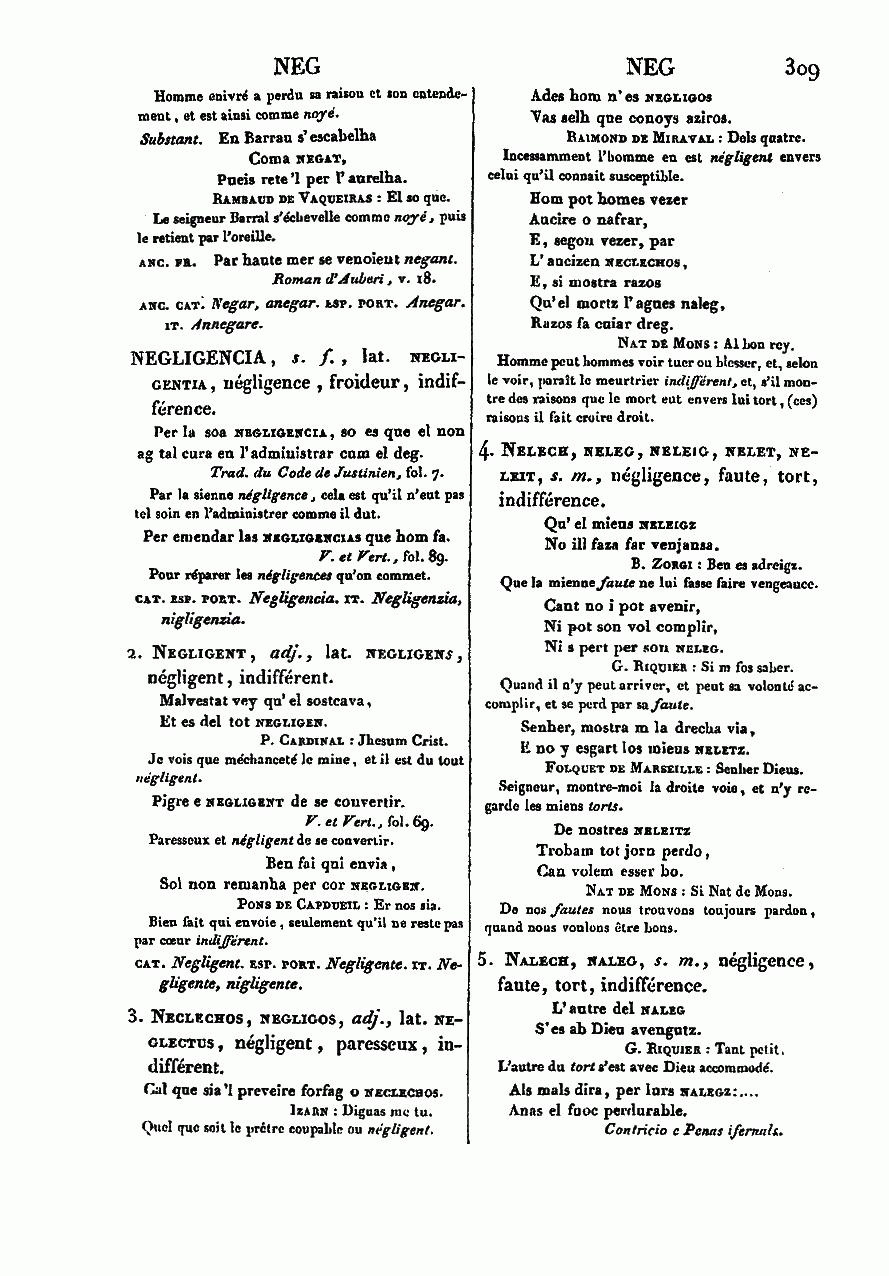 NEG
NEG 309
Homme enivré a perdu sa raison et son entende-
ment, et est ainsi comme noyé.
Substant. En Barrau s'escabelha
Coma NEGAT,
Pueis rete'l per l'aurelha.
RAMBAUD DE VAQUEIRAS : El so que.
Le seigneur Barral s'échevelle comme noyé, puis
le retient par l'oreille.
ANC. FR. Par haute mer se venoient negant.
Roman d'Auberi, v. 18.
ANC. CAT. Negar, anegar. ESP. PORT. Anegar.
IT. Annegare.
NEGLIGENCIA, s. f., lat. NEGLI-
GENTIA, négligence, froideur, indif-
férence.
Per la soa NEGLIGENCIA, so es que el non
ag tal cura en l'administrar cum el deg.
Trad. du Code de Justinien, fol. 7.
Par la sienne négligence, cela est qu'il n'eut pas
tel soin en l'administrer comme il dut.
Per emendar las NEGLIGENCIAS que hom fa.
V. et Vert., fol. 89.
Pour réparer les négligences qu'on commet.
CAT. ESP. PORT. Negligencia. IT. Negligenzia,
nigligenzia.
2. NEGLIGENT, adj., lat. NEGLIGENS,
négligent, indifférent.
Malvestat vey qu'el sosteava,
Et es del tot NEGLIGEN.
P. CARDINAL : Jhesum Crist.
Je vois que méchanceté le mine, et il est du tout
négligent.
Pigre e NEGLIGENT de se convertir.
V. et Vert., fol. 69.
Paresseux et négligent de se convertir.
Ben fai qui envia,
Sol non remanha per cor NEGLIGEN.
PONS DE CAPDUEIL : Er nos sia.
Bien fait qui envoie, seulement qu'il ne reste pas
par cœur indifférent.
CAT. Negligent. ESP. PORT. Negligente. IT. Ne-
gligente, nigligente.
3. NECLECHOS, NEGLIGOS, adj., lat. NE-
GLECTUS, négligent, paresseux, in-
différent.
Cal que sia'l preveire forfag o NECLECHOS.
IZARN : Diguas me tu.
Quel que soit le prêtre coupable ou négligent.
Ades hom n'es NEGLIGOS
Vas selh que conoys aziros.
RAIMOND DE MIRAVAL : Dels quatre.
Incessamment l'homme en est négligent envers
celui qu'il connait susceptible.
Hom pot homes vezer
Aucire o nafrar,
E, segon vezer, par
L'aucizen NECLECHOS,
E, si mostra razos
Qu'el mortz l'agues naleg,
Razos fa cuiar dreg.
NAT DE MONS : Al bon rey.
Homme peut hommes voir tuer ou blesser, et, selon
le voir, paraît le meurtrier indifférent, et, s'il mon-
tre des raisons que le mort eut envers lui tort, (ces)
raisons il fait croire droit.
4. NELECH, NELEG, NELEIG, NELET, NE-
LEIT, s. m., négligence, faute, tort,
indifférence.
Qu'el mieus NELEIGZ
No ill faza far venjansa.
B. ZORGI : Ben es adreigz.
Que la mienne faute ne lui fasse faire vengeance.
Cant no i pot avenir,
Ni pot son vol complir,
Ni s pert per son NELEG.
G. RIQUIER : Si m fos saber.
Quand il n'y peut arriver, et peut sa volonté ac-
complir, et se perd par sa faute.
Senher, mostra m la drecha via,
E no y esgart los mieus NELETZ.
FOLQUET DE MARSEILLE : Senher Dieus.
Seigneur, montre-moi la droite voie, et n'y re-
garde les miens torts.
De nostres NELEITZ
Trobam tot jorn perdo,
Can volem esser bo.
NAT DE MONS : Si Nat de Mons.
De nos fautes nous trouvons toujours pardon,
quand nous voulons être bons.
5. NALECH, NALEG, s. m., négligence,
faute, tort, indifférence.
L'autre del NALEG
S'es ab Dieu avengutz.
G. RIQUIER : Tant petit.
L'autre du tort s'est avec Dieu accommodé.
Als mals dira, per lurs NALEGZ:....
Anas el fuoc perdurable.
Contricio e Penas ifernals.